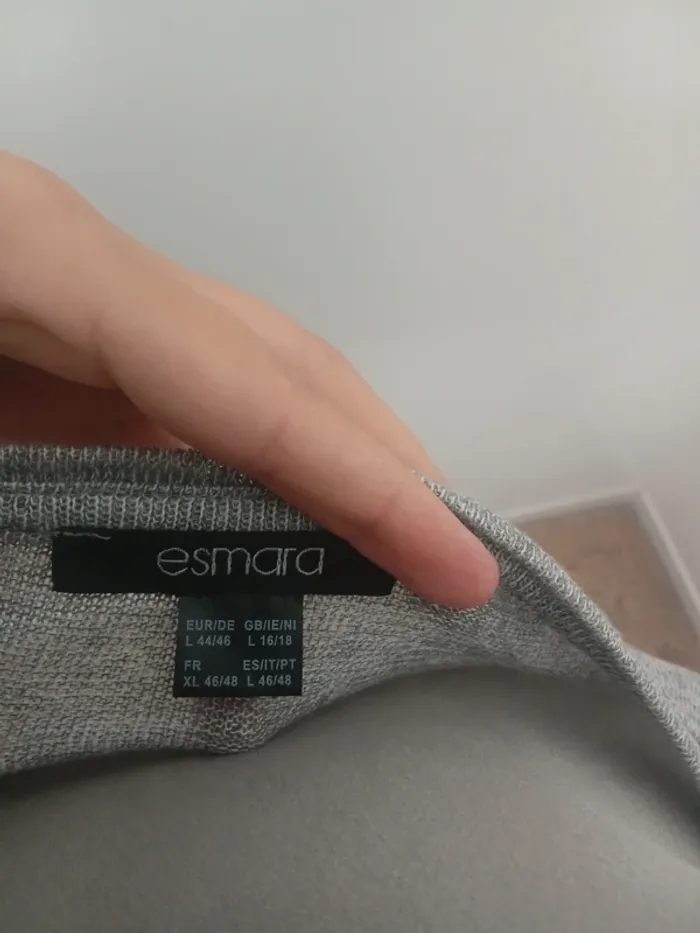 esmara
EUR/DE GB/IE/NI
L 44/46 L 16/18
FR ES/IT/PT
XL 46/48 L 46/48